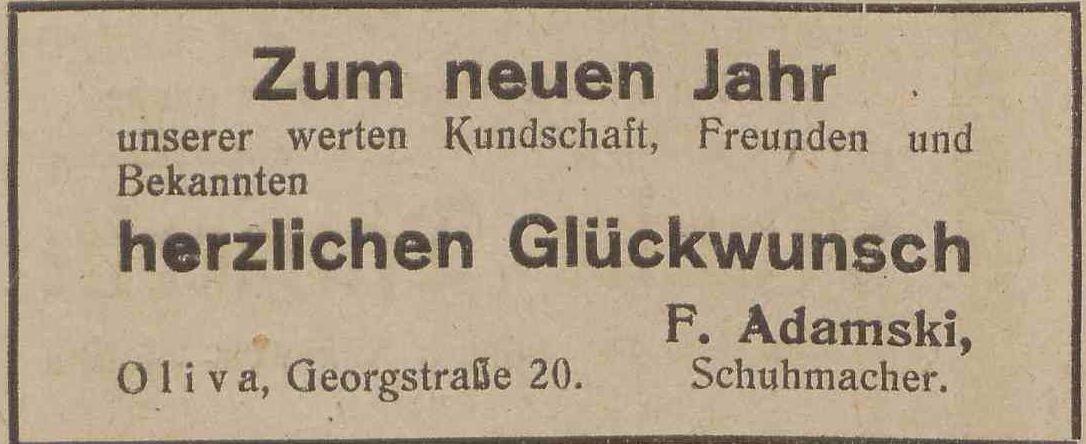 Zum neuen Jahr
unserer werten Kundschaft, Freunden und
Bekannten
herzlichen Glückwunsch
F. Adamski,
Oliva, Georgstraße 20. Schuhmacher.